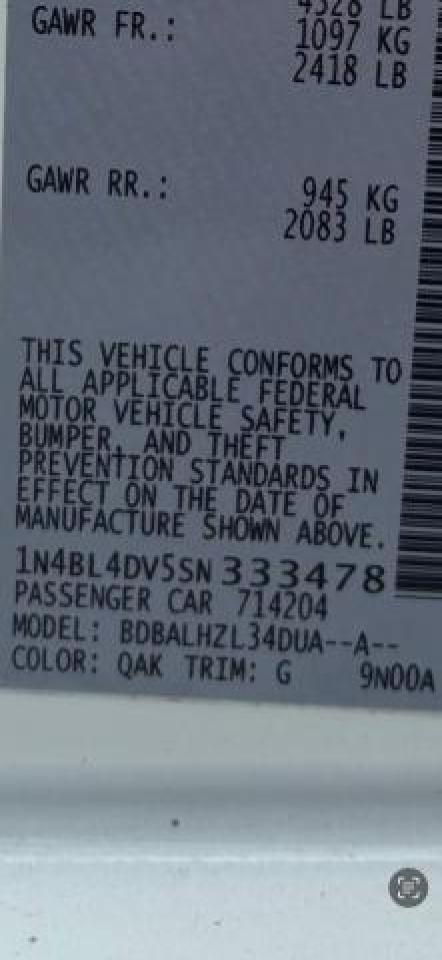 4328 LB
GAWR FR.: 1097 KG
2418 LB
GAWR RR.: 945 KG
2083 LB
THIS VEHICLE CONFORMS TO
ALL APPLICABLE FEDERAL
MOTOR VEHICLE SAFETY,
BUMPER, AND THEFT
PREVENTION STANDARDS IN
EFFECT ON THE DATE OF
MANUFACTURE SHOWN ABOVE.
1N4BL4DV5SN333478
PASSENGER CAR 714204
MODEL: BDBALHZL34DUA--A--
COLOR: QAK TRIM: G 9N00A